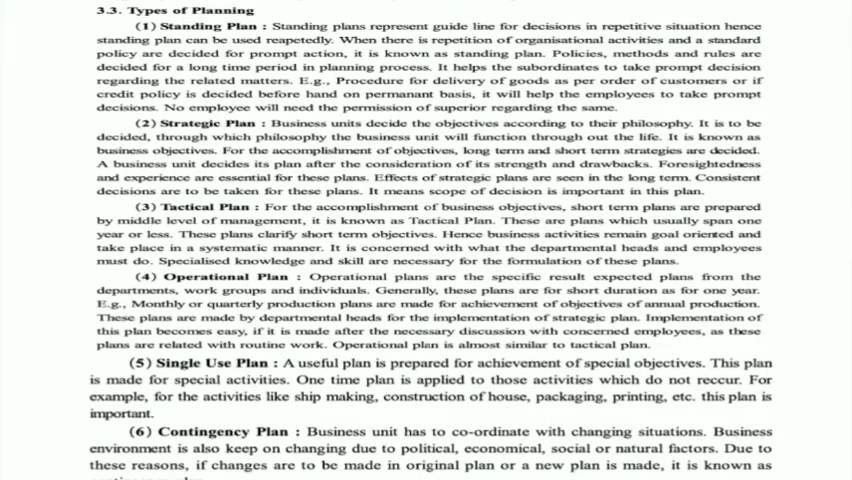 3.3. Types of Planning
(1) Standing Plan : Standing plans represent guide line for decisions in repetitive situation hence
standing plan can be used reapetedly. When there is repetition of organisational activities and a standard
policy are decided for prompt action, it is known as standing plan. Policies, methods and rules are
decided for a long time period in planning process. It helps the subordinates to take prompt decision
regarding the related matters. E.g., Procedure for delivery of goods as per order of customers or if
credit policy is decided before hand on permanant basis, it will help the employees to take prompt
decisions. No employee will need the permission of superior regarding the same.
(2) Strategic Plan : Business units decide the objectives according to their philosophy. It is to be
decided, through which philosophy the business unit will function through out the life. It is known as
business objectives. For the accomplishment of objectives, long term and short term strategies are decided.
A business unit decides its plan after the consideration of its strength and drawbacks. Foresightedness
and experience are essential for these plans. Effects of strategic plans are seen in the long term. Consistent
decisions are to be taken for these plans. It means scope of decision is important in this plan.
(3) Tactical Plan : For the accomplishment of business objectives, short term plans are prepared
by middle level of management, it is known as Tactical Plan. These are plans which usually span one
year or less. These plans clarify short term objectives. Hence business activities remain goal oriented and
take place in a systematic manner. It is concerned with what the departmental heads and employees
must do. Specialised knowledge and skill are necessary for the formulation of these plans.
(4) Operational Plan : Operational plans are the specific result expected plans from the
departments, work groups and individuals. Generally, these plans are for short duration as for one year.
E.g., Monthly or quarterly production plans are made for achievement of objectives of annual production.
These plans are made by departmental heads for the implementation of strategic plan. Implementation of
this plan becomes easy, if it is made after the necessary discussion with concerned employees, as these
plans are related with routine work. Operational plan is almost similar to tactical plan.
(5) Single Use Plan : A useful plan is prepared for achievement of special objectives. This plan
is made for special activities. One time plan is applied to those activities which do not reccur. For
example, for the activities like ship making, construction of house, packaging, printing, etc. this plan is
important.
(6) Contingency Plan : Business unit has to co-ordinate with changing situations. Business
environment is also keep on changing due to political, economical, social or natural factors. Due to
these reasons, if changes are to be made in original plan or a new plan is made, it is known as